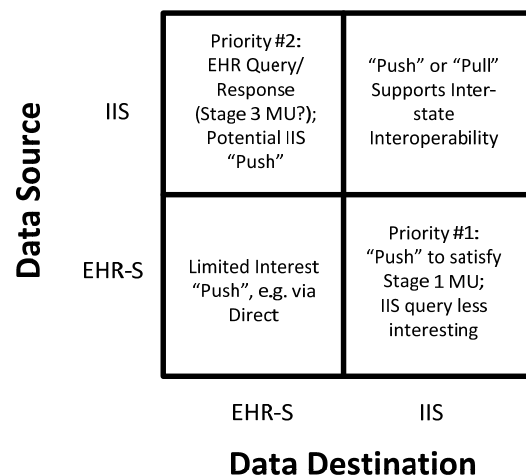 Data Source
IIS
Priority #2:
EHR Query/
Response
(Stage 3 MU?);
Potential IIS
“Push”
“Push” or “Pull”
Supports Inter-
state
Interoperability
EHR-S
Limited Interest
“Push”, e.g. via
Direct
Priority #1:
“Push” to satisfy
Stage 1 MU;
IIS query less
interesting
EHR-S
IIS
Data Destination